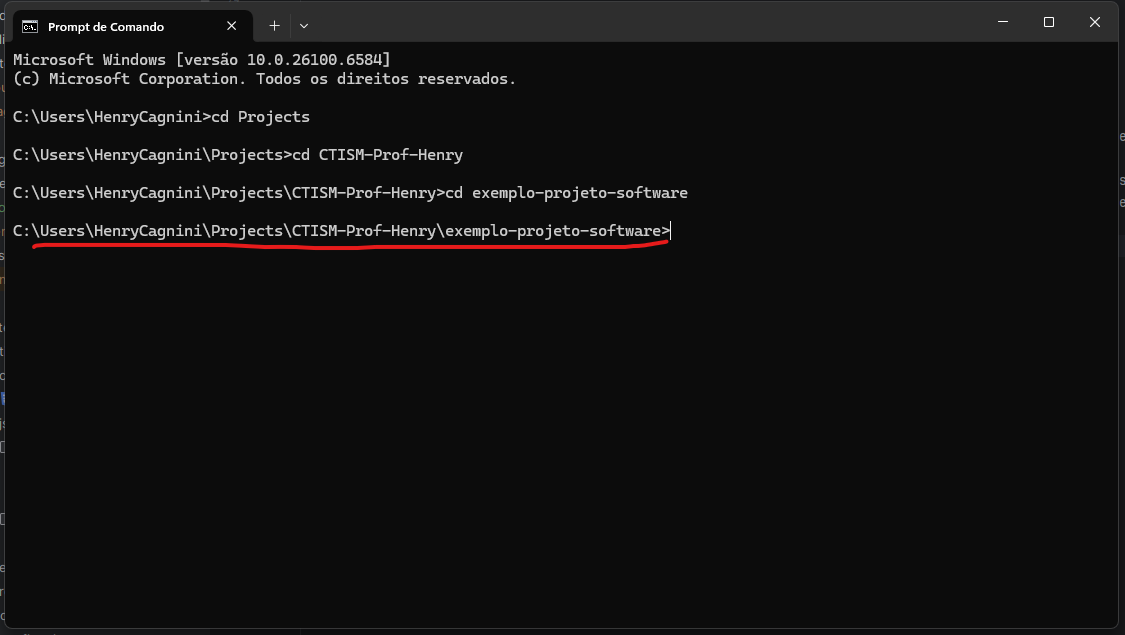 Prompt de Comando
Microsoft Windows [versão 10.0.26100.6584]
(c) Microsoft Corporation. Todos os direitos reservados.
C:\Users\HenryCagnini>cd Projects
C:\Users\HenryCagnini\Projects>cd CTISM-Prof-Henry
C:\Users\HenryCagnini\Projects\CTISM-Prof-Henry>cd exemplo-projeto-software
C:\Users\HenryCagnini\Projects\CTISM-Prof-Henry\exemplo-projeto-software>